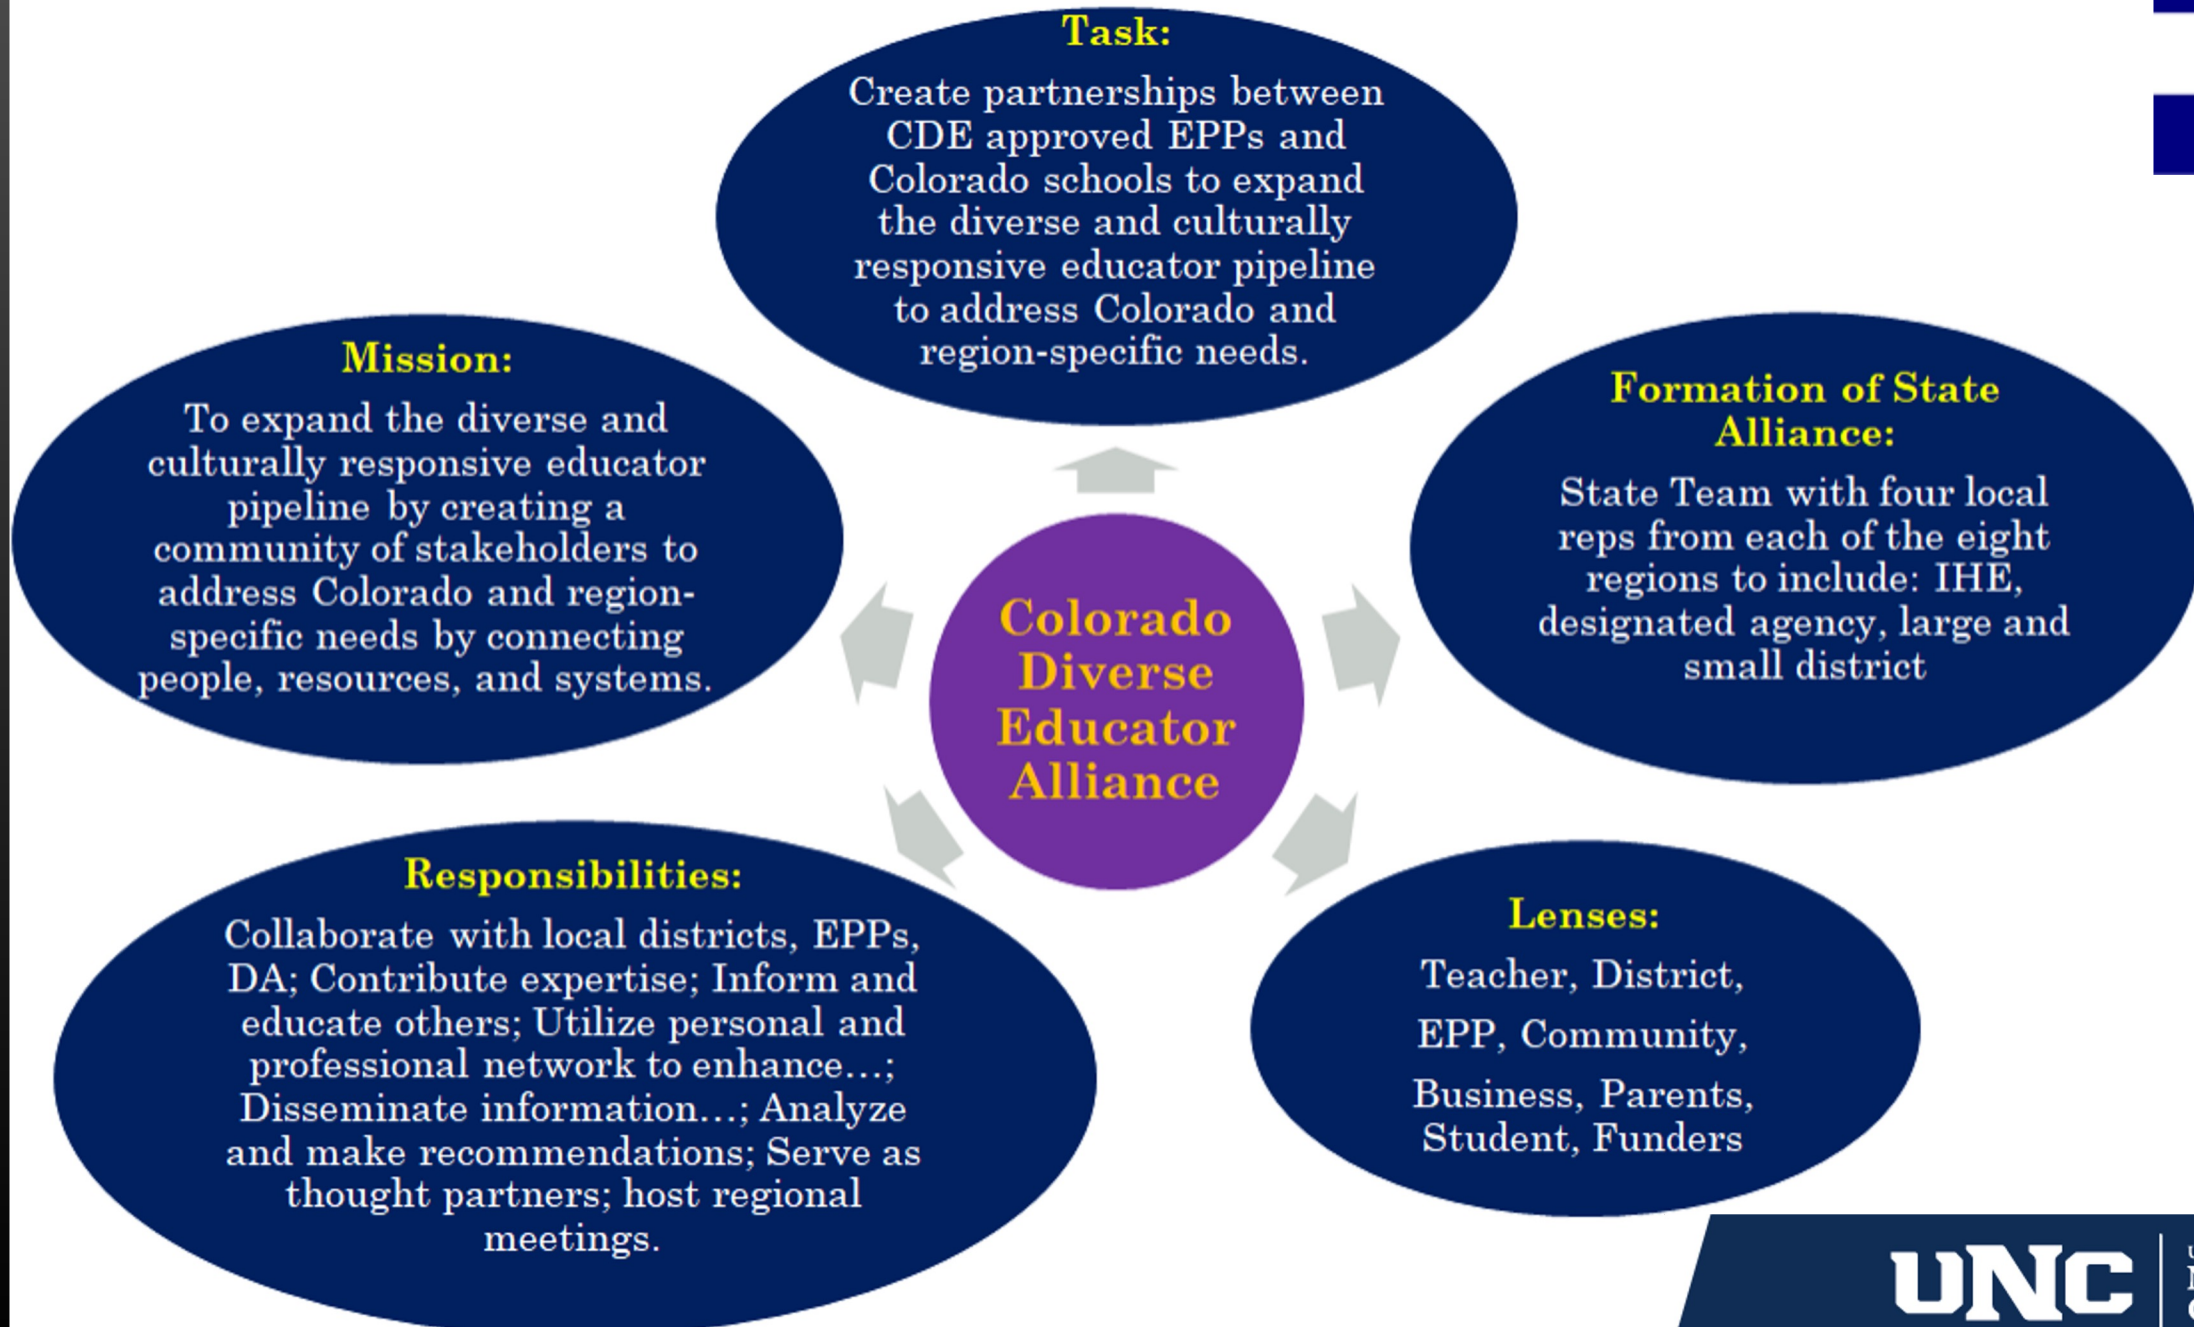 Task:
Create partnerships between
CDE approved EPPs and
Colorado schools to expand
the diverse and culturally
responsive educator pipeline
to address Colorado and
region-specific needs.
Mission:
To expand the diverse and
culturally responsive educator
pipeline by creating a
community of stakeholders to
address Colorado and region-
specific needs by connecting
people, resources, and systems.
Formation of State
Alliance:
State Team with four local
reps from each of the eight
regions to include: IHE,
designated agency, large and
small district
Colorado
Diverse
Educator
Alliance
Responsibilities:
Collaborate with local districts, EPPs,
DA; Contribute expertise; Inform and
educate others; Utilize personal and
professional network to enhance...;
Disseminate information...; Analyze
and make recommendations; Serve as
thought partners; host regional
meetings.
Lenses:
Teacher, District,
EPP, Community,
Business, Parents,
Student, Funders
UNC